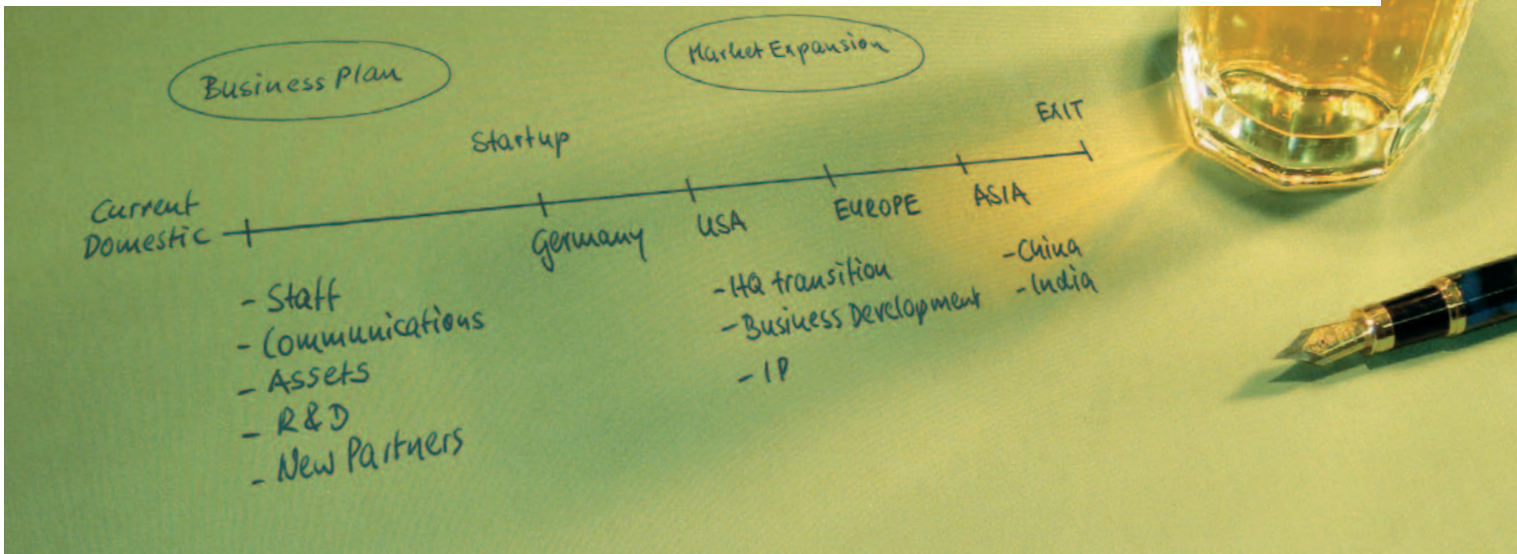 Business Plan
Market Expansion
Startup
EXIT
Current
Domestic
Germany
USA
EUROPE
ASIA
- Staff
- Communications
- Assets
- R&D
- New Partners
- HQ transition
- Business Development
- IP
- China
- India